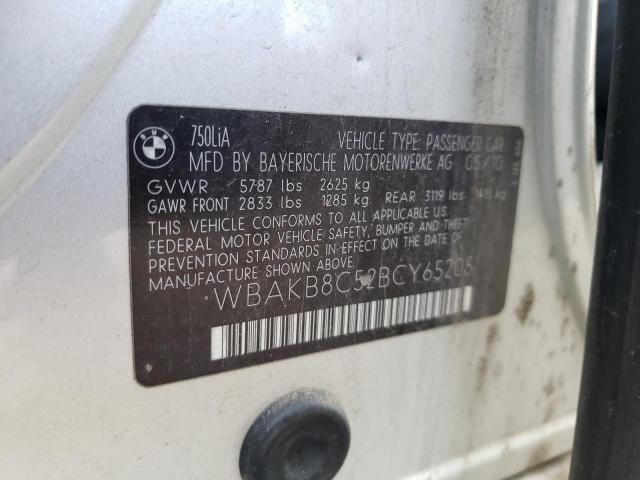 BMW
750LiA
VEHICLE TYPE: PASSENGER CAR
MFD BY BAYERISCHE MOTORENWERKE AG 05/10
GVWR 5787 lbs 2625 kg
GAWR FRONT 2833 lbs 1285 kg REAR 3119 lbs 1415 kg
THIS VEHICLE CONFORMS TO ALL APPLICABLE U.S.
FEDERAL MOTOR VEHICLE SAFETY, BUMPER AND THEFT
PREVENTION STANDARDS IN EFFECT ON THE DATE OF
MANUFACTURE SHOWN ABOVE.
WBAKB8C52BCY65205